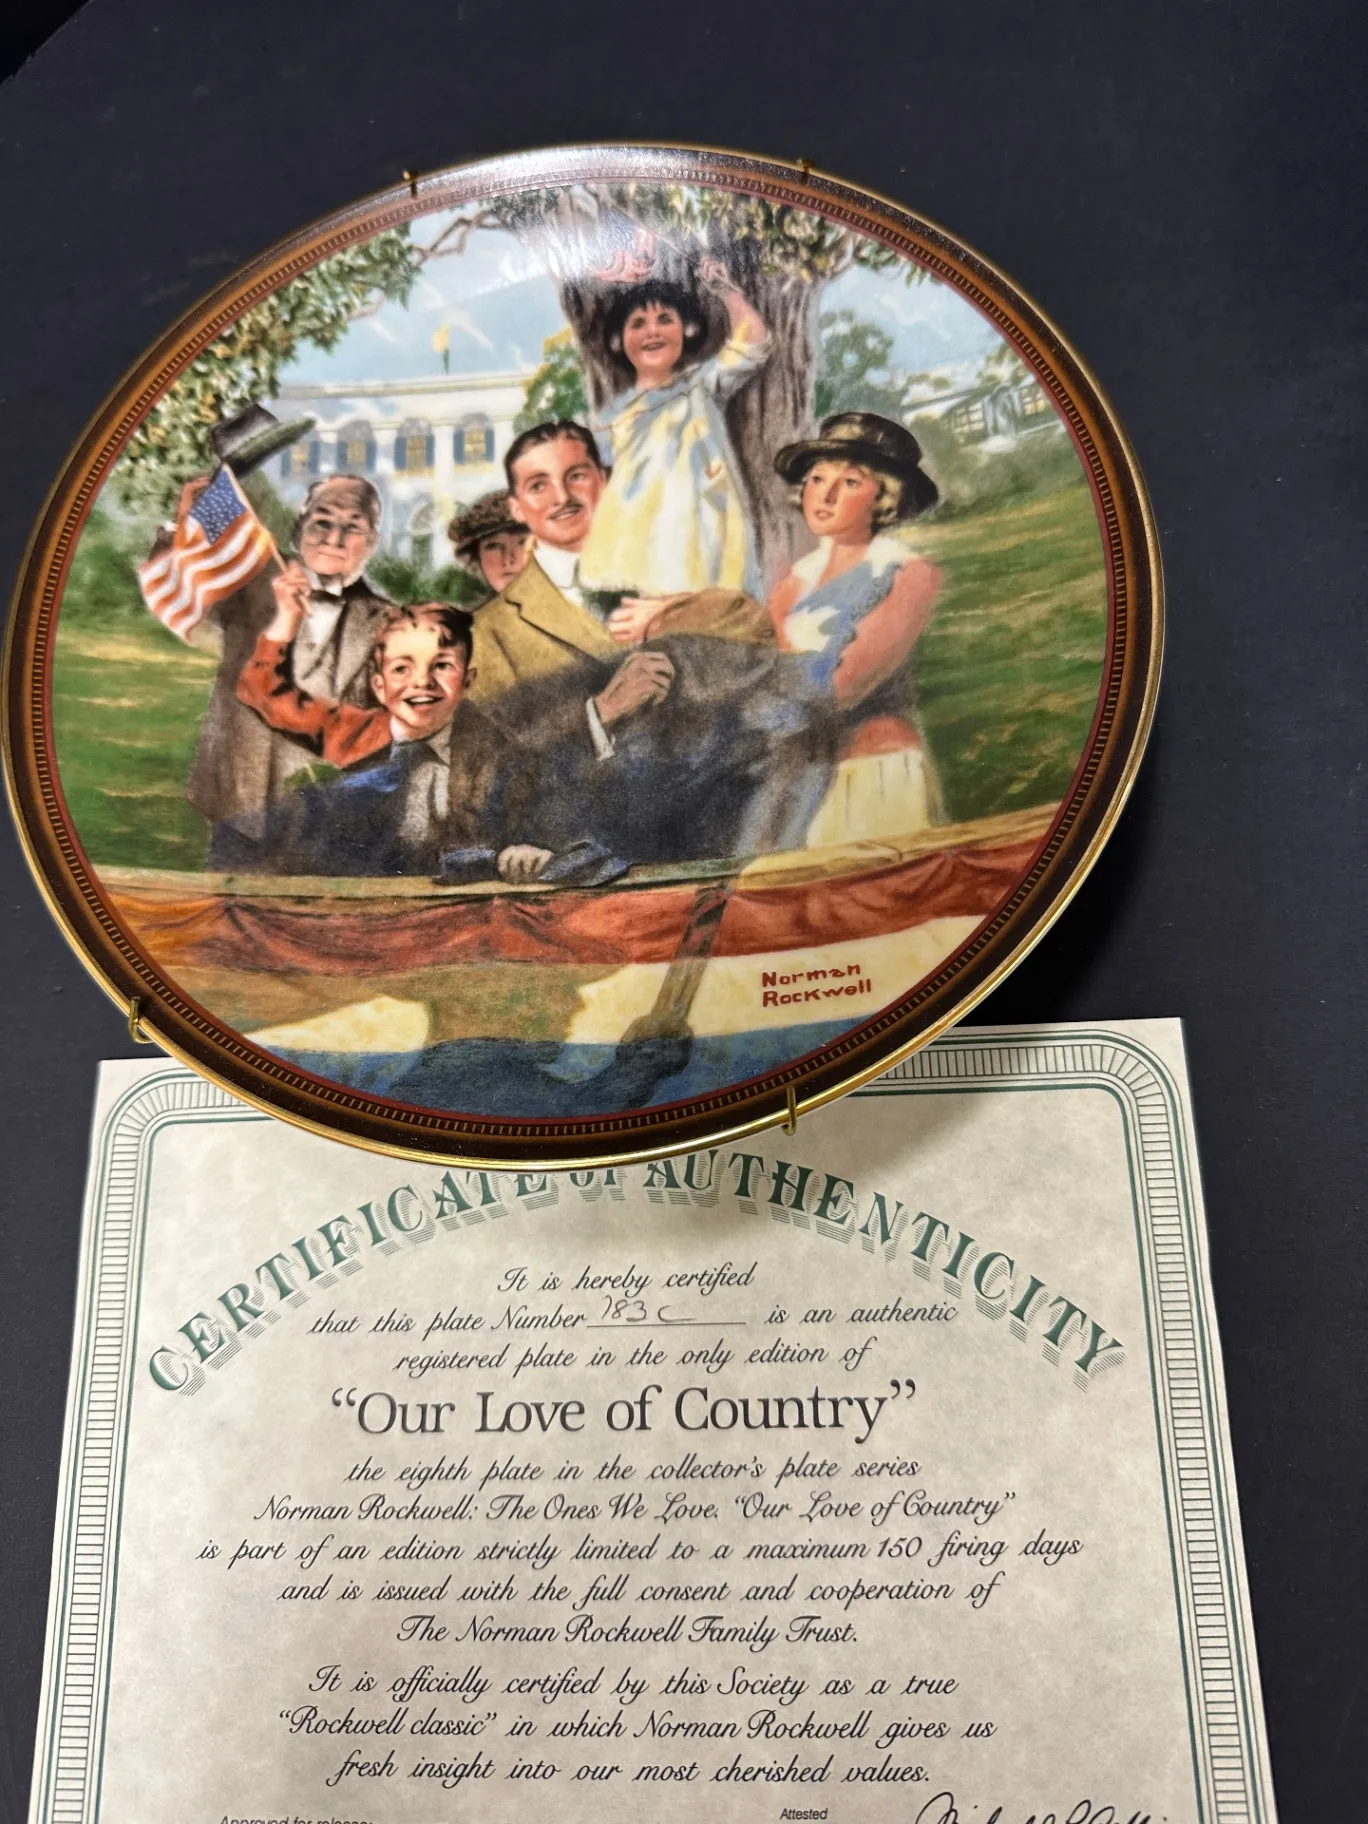 Norman
Rockwell
CERTIFICATE of AUTHENTICITY
It is hereby certified
that this plate Number 783 C is an authentic
registered plate in the only edition of
“Our Love of Country”
the eighth plate in the collector's plate series
Norman Rockwell: The Ones We Love. “Our Love of Country”
is part of an edition strictly limited to a maximum 150 firing days
and is issued with the full consent and cooperation of
The Norman Rockwell Family Trust.
It is officially certified by this Society as a true
“Rockwell classic” in which Norman Rockwell gives us
fresh insight into our most cherished values.
Approved for release:
Attested